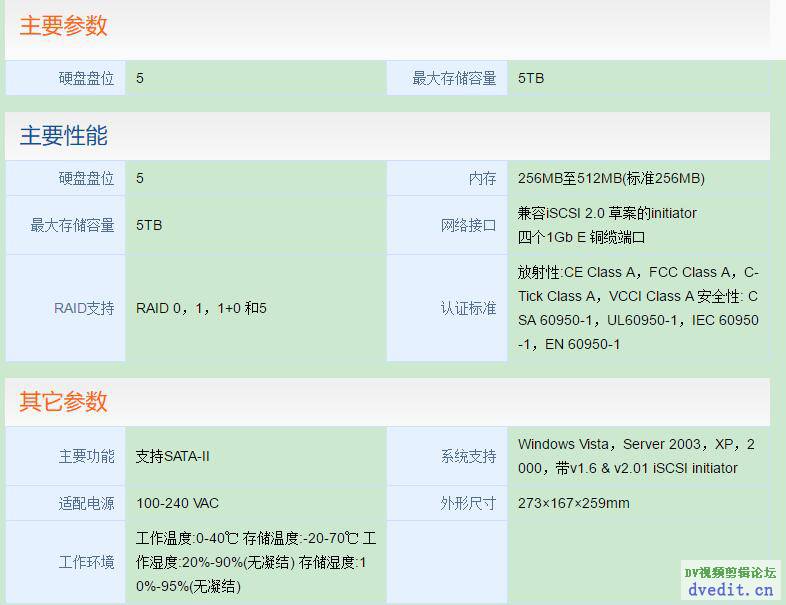 主要参数
硬盘盘位 5 最大存储容量 5TB
主要性能
硬盘盘位 5 内存 256MB至512MB(标准256MB)
最大存储容量 5TB 网络接口 兼容iSCSI 2.0 草案的initiator
四个1Gb E 铜缆端口
RAID支持 RAID 0，1，1+0 和5 认证标准 放射性:CE Class A，FCC Class A，C-
Tick Class A，VCCI Class A 安全性: C
SA 60950-1，UL60950-1，IEC 60950
-1，EN 60950-1
其它参数
主要功能 支持SATA-II 系统支持 Windows Vista，Server 2003，XP，2
000，带v1.6 & v2.01 iSCSI initiator
适配电源 100-240 VAC 外形尺寸 273×167×259mm
工作环境 工作温度:0-40℃ 存储温度:-20-70℃ 工
作湿度:20%-90%(无凝结) 存储湿度:1
0%-95%(无凝结)
DV视频剪辑论坛
dvedit.cn